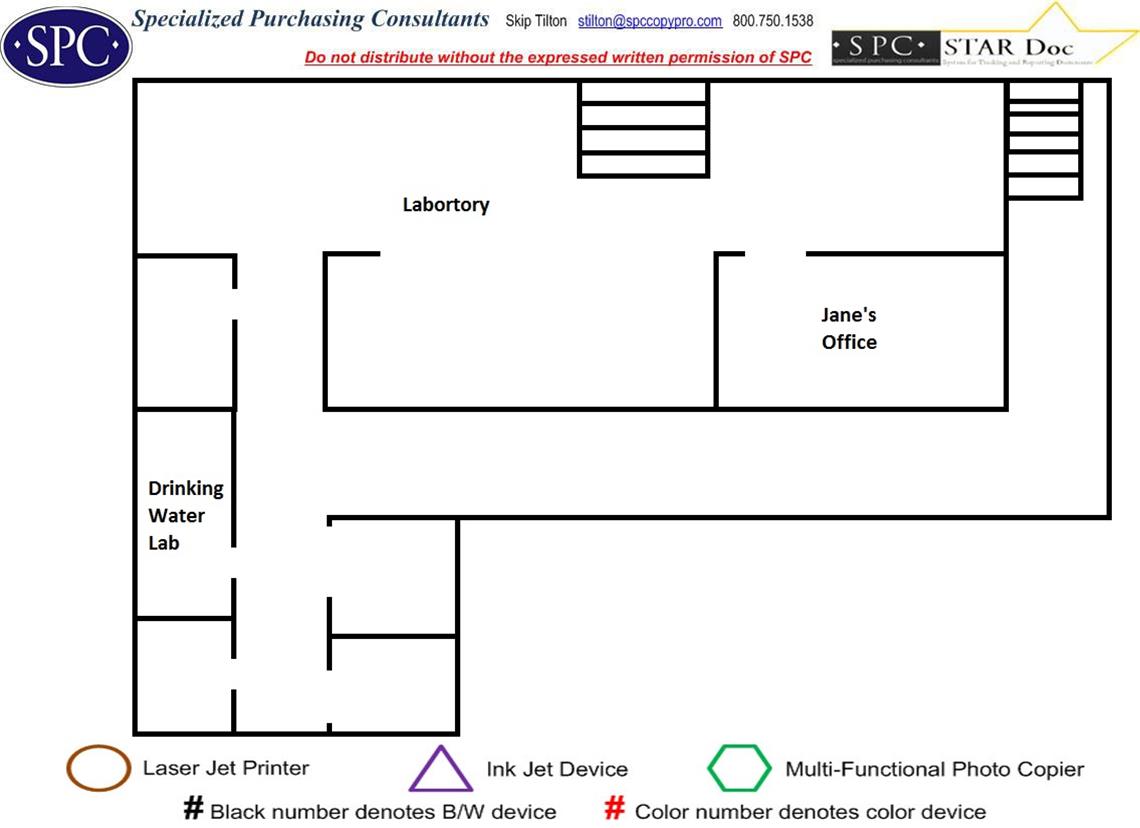 SPC
Specialized Purchasing Consultants Skip Tilton stilton@spccopypro.com 800.750.1538
Do not distribute without the expressed written permission of SPC
SPC STAR Doc
specialized purchasing consultants System for Tracking and Reporting Documents
Labortory
Jane's
Office
Drinking
Water
Lab
Laser Jet Printer
Ink Jet Device
Multi-Functional Photo Copier
# Black number denotes B/W device
# Color number denotes color device